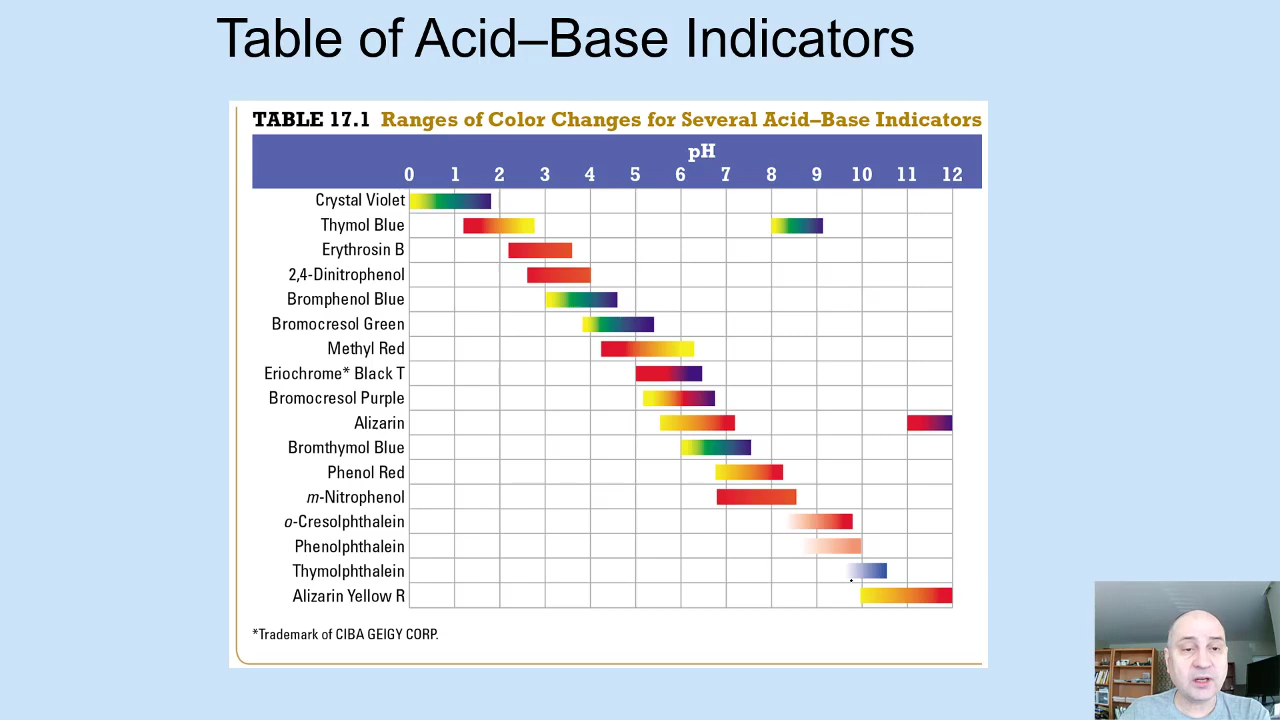 Table of Acid–Base Indicators
TABLE 17.1 Ranges of Color Changes for Several Acid–Base Indicators
pH
0 1 2 3 4 5 6 7 8 9 10 11 12
Crystal Violet
Thymol Blue
Erythrosin B
2,4-Dinitrophenol
Bromphenol Blue
Bromocresol Green
Methyl Red
Eriochrome* Black T
Bromocresol Purple
Alizarin
Bromthymol Blue
Phenol Red
m-Nitrophenol
o-Cresolphthalein
Phenolphthalein
Thymolphthalein
Alizarin Yellow R
*Trademark of CIBA GEIGY CORP.